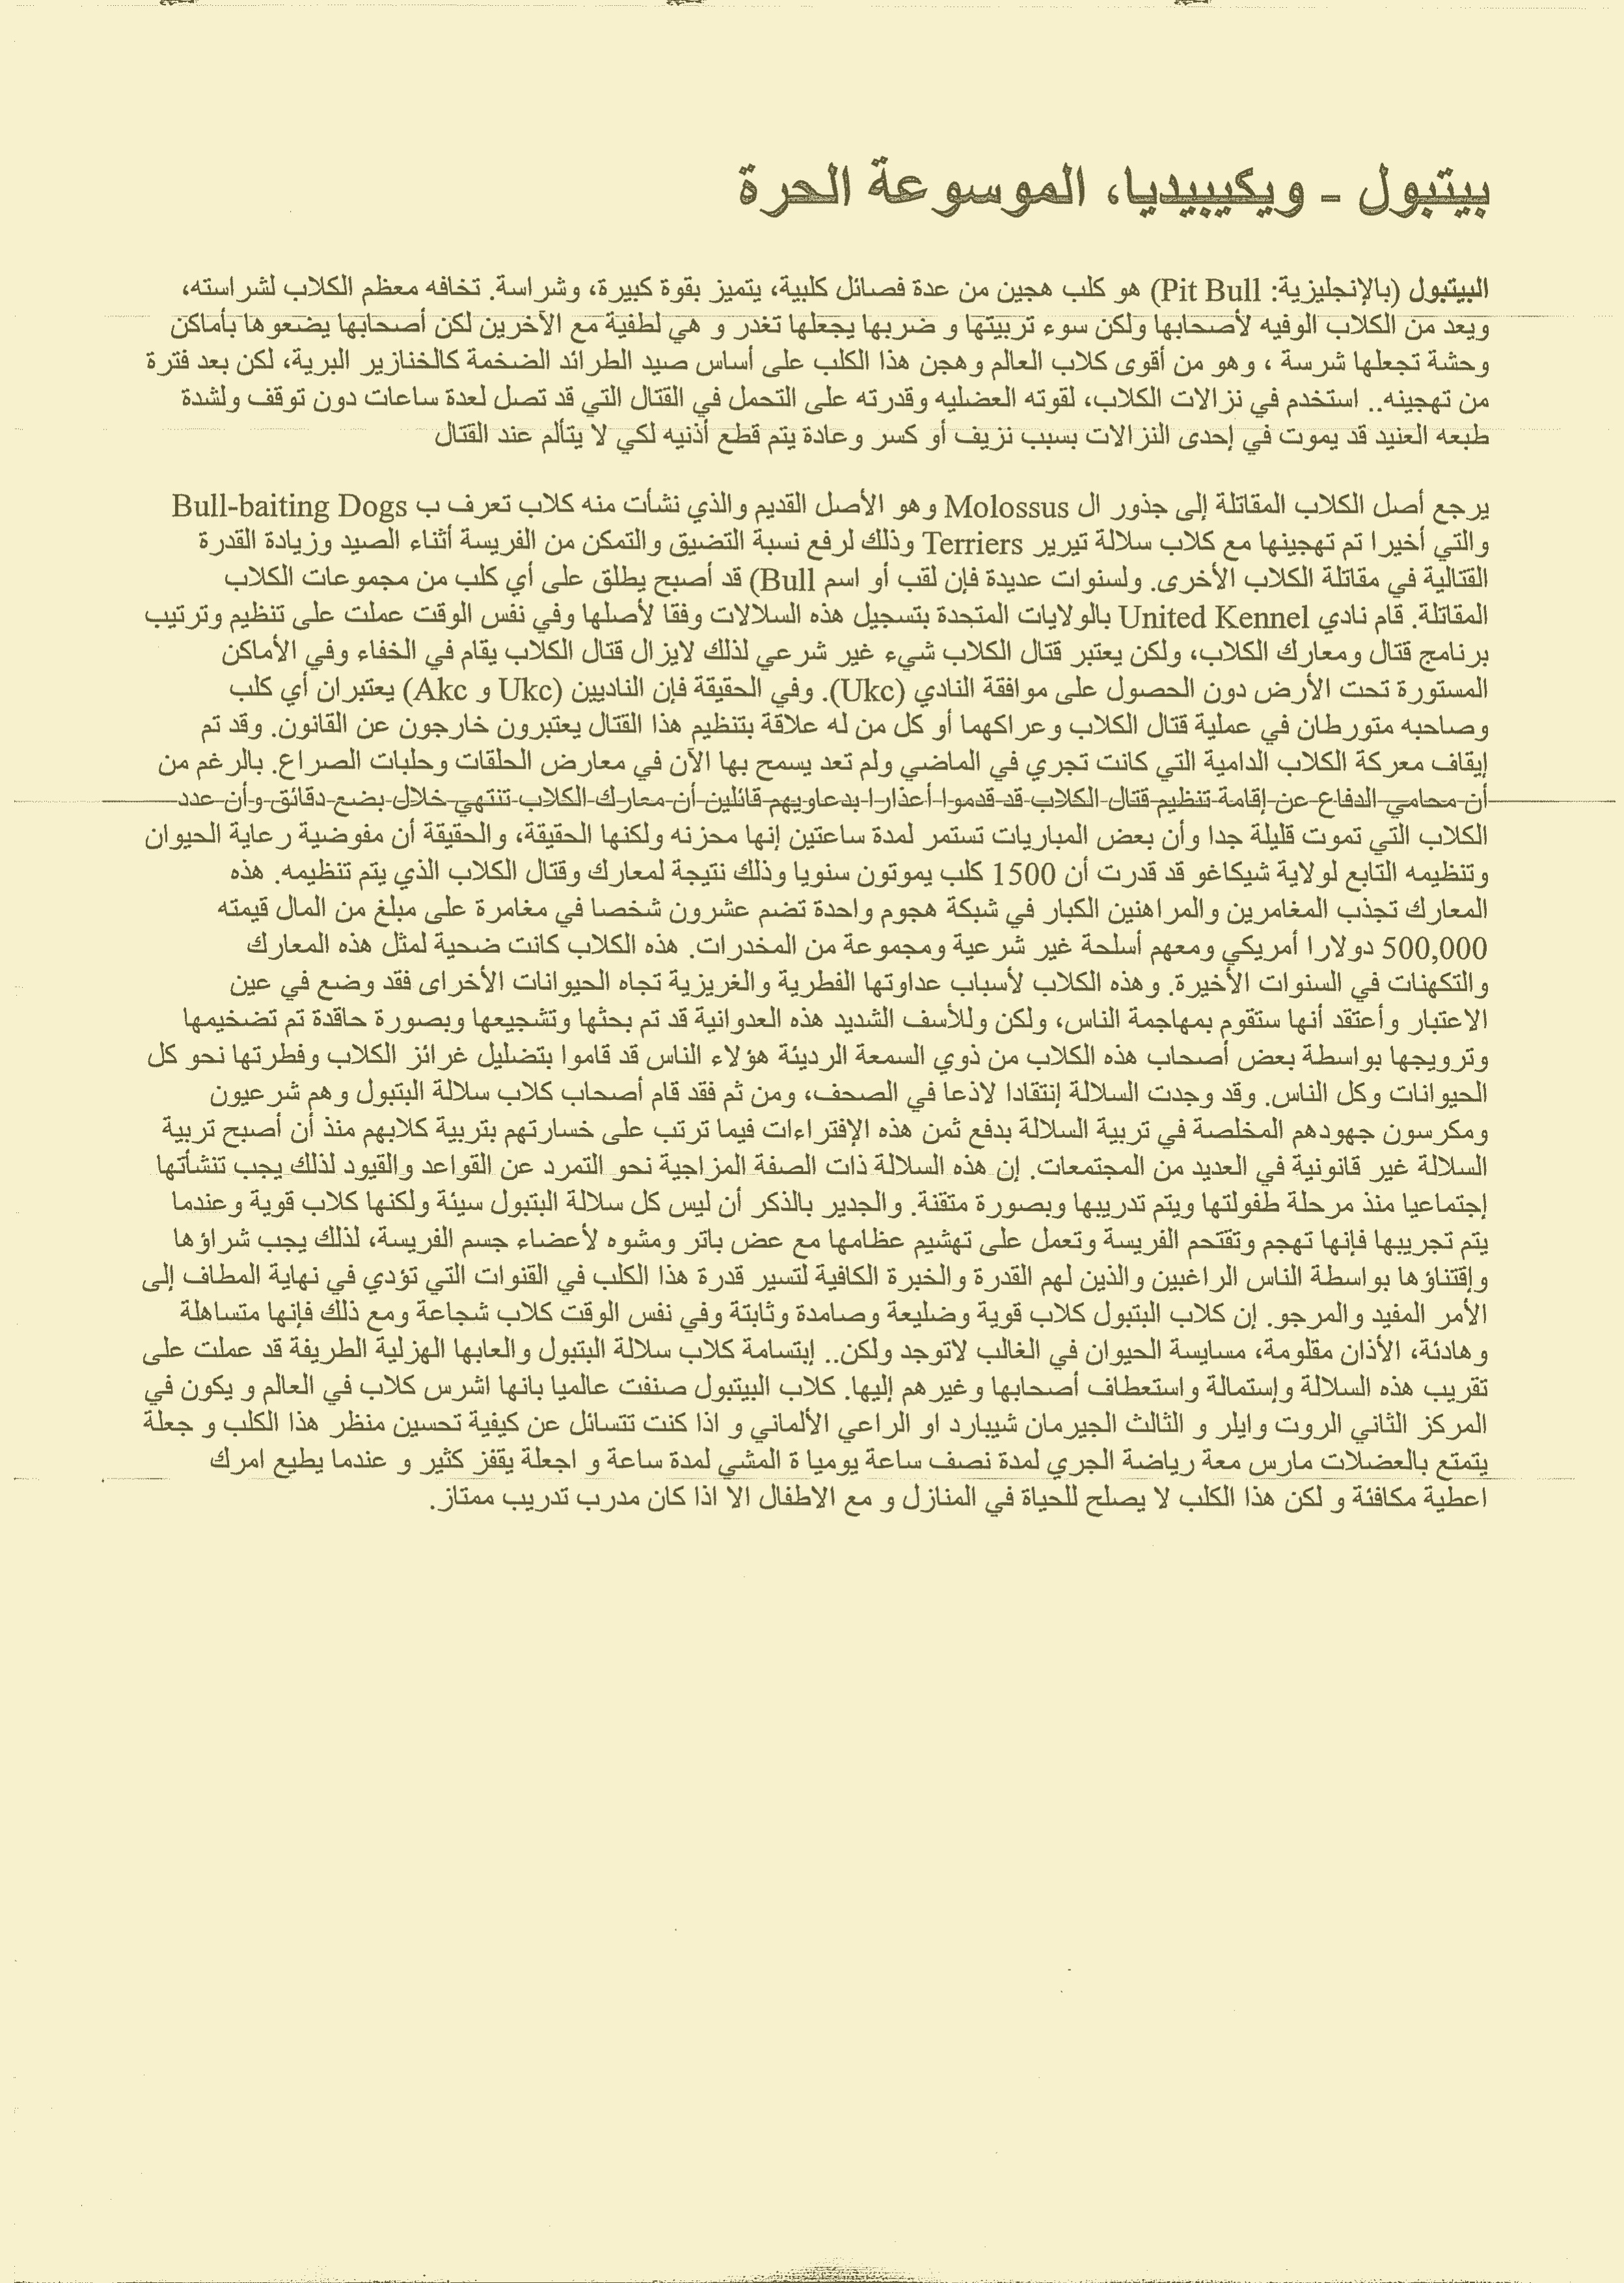 بيتبول - ويكيبيديا، الموسوعة الحرة
البيتبول (بالإنجليزية: Pit Bull) هو كلب هجين من عدة فصائل كلبية، يتميز بقوة كبيرة، وشراسة. تخافه معظم الكلاب لشراسته،
ويعد من الكلاب الوفيه لأصحابها ولكن سوء تربيتها و ضربها يجعلها تغدر و هي لطفية مع الآخرين لكن أصحابها يضعوها بأماكن
وحشة تجعلها شرسة ، وهو من أقوى كلاب العالم وهجن هذا الكلب على أساس صيد الطرائد الضخمة كالخنازير البرية، لكن بعد فترة
من تهجينه.. استخدم في نزالات الكلاب، لقوته العضليه وقدرته على التحمل في القتال التي قد تصل لعدة ساعات دون توقف ولشدة
طبعه العنيد قد يموت في إحدى النزالات بسبب نزيف أو كسر وعادة يتم قطع أذنيه لكي لا يتألم عند القتال
يرجع أصل الكلاب المقاتلة إلى جذور ال Molossus وهو الأصل القديم والذي نشأت منه كلاب تعرف ب Bull-baiting Dogs
والتي أخيرا تم تهجينها مع كلاب سلالة تيرير Terriers وذلك لرفع نسبة التضيق والتمكن من الفريسة أثناء الصيد وزيادة القدرة
القتالية في مقاتلة الكلاب الأخرى. ولسنوات عديدة فإن لقب أو اسم Bull) قد أصبح يطلق على أي كلب من مجموعات الكلاب
المقاتلة. قام نادي United Kennel بالولايات المتحدة بتسجيل هذه السلالات وفقا لأصلها وفي نفس الوقت عملت على تنظيم وترتيب
برنامج قتال ومعارك الكلاب، ولكن يعتبر قتال الكلاب شيء غير شرعي لذلك لايزال قتال الكلاب يقام في الخفاء وفي الأماكن
المستورة تحت الأرض دون الحصول على موافقة النادي (Ukc). وفي الحقيقة فإن الناديين (Ukc و Akc) يعتبران أي كلب
وصاحبه متورطان في عملية قتال الكلاب وعراكهما أو كل من له علاقة بتنظيم هذا القتال يعتبرون خارجون عن القانون. وقد تم
إيقاف معركة الكلاب الدامية التي كانت تجري في الماضي ولم تعد يسمح بها الآن في معارض الحلقات وحلبات الصراع. بالرغم من
أن محامي الدفاع عن إقامة تنظيم قتال الكلاب قد قدموا أعذارا بدعاويهم قائلين أن معارك الكلاب تنتهي خلال بضع دقائق وأن عدد
الكلاب التي تموت قليلة جدا وأن بعض المباريات تستمر لمدة ساعتين إنها محزنه ولكنها الحقيقة، والحقيقة أن مفوضية رعاية الحيوان
وتنظيمه التابع لولاية شيكاغو قد قدرت أن 1500 كلب يموتون سنويا وذلك نتيجة لمعارك وقتال الكلاب الذي يتم تنظيمه. هذه
المعارك تجذب المغامرين والمراهنين الكبار في شبكة هجوم واحدة تضم عشرون شخصا في مغامرة على مبلغ من المال قيمته
500,000 دولارا أمريكي ومعهم أسلحة غير شرعية ومجموعة من المخدرات. هذه الكلاب كانت ضحية لمثل هذه المعارك
والتكهنات في السنوات الأخيرة. وهذه الكلاب لأسباب عداوتها الفطرية والغريزية تجاه الحيوانات الأخراى فقد وضع في عين
الاعتبار وأعتقد أنها ستقوم بمهاجمة الناس، ولكن وللأسف الشديد هذه العدوانية قد تم بحثها وتشجيعها وبصورة حاقدة تم تضخيمها
وترويجها بواسطة بعض أصحاب هذه الكلاب من ذوي السمعة الرديئة هؤلاء الناس قد قاموا بتضليل غرائز الكلاب وفطرتها نحو كل
الحيوانات وكل الناس. وقد وجدت السلالة إنتقادا لاذعا في الصحف، ومن ثم فقد قام أصحاب كلاب سلالة البتبول وهم شرعيون
ومكرسون جهودهم المخلصة في تربية السلالة بدفع ثمن هذه الإفتراءات فيما ترتب على خسارتهم بتربية كلابهم منذ أن أصبح تربية
السلالة غير قانونية في العديد من المجتمعات. إن هذه السلالة ذات الصفة المزاجية نحو التمرد عن القواعد والقيود لذلك يجب تنشأتها
إجتماعيا منذ مرحلة طفولتها ويتم تدريبها وبصورة متقنة. والجدير بالذكر أن ليس كل سلالة البتبول سيئة ولكنها كلاب قوية وعندما
يتم تجريبها فإنها تهجم وتقتحم الفريسة وتعمل على تهشيم عظامها مع عض باتر ومشوه لأعضاء جسم الفريسة، لذلك يجب شراؤها
وإقتناؤها بواسطة الناس الراغبين والذين لهم القدرة والخبرة الكافية لتسير قدرة هذا الكلب في القنوات التي تؤدي في نهاية المطاف إلى
الأمر المفيد والمرجو. إن كلاب البتبول كلاب قوية وضليعة وصامدة وثابتة وفي نفس الوقت كلاب شجاعة ومع ذلك فإنها متساهلة
وهادئة، الأذان مقلومة، مسايسة الحيوان في الغالب لاتوجد ولكن.. إبتسامة كلاب سلالة البتبول والعابها الهزلية الطريفة قد عملت على
تقريب هذه السلالة وإستمالة واستعطاف أصحابها وغيرهم إليها. كلاب البيتبول صنفت عالميا بانها اشرس كلاب في العالم و يكون في
المركز الثاني الروت وايلر و الثالث الجيرمان شيبارد او الراعي الألماني و اذا كنت تتسائل عن كيفية تحسين منظر هذا الكلب و جعلة
يتمتع بالعضلات مارس معة رياضة الجري لمدة نصف ساعة يوميا ة المشي لمدة ساعة و اجعلة يقفز كثير و عندما يطيع امرك
اعطية مكافئة و لكن هذا الكلب لا يصلح للحياة في المنازل و مع الاطفال الا اذا كان مدرب تدريب ممتاز.